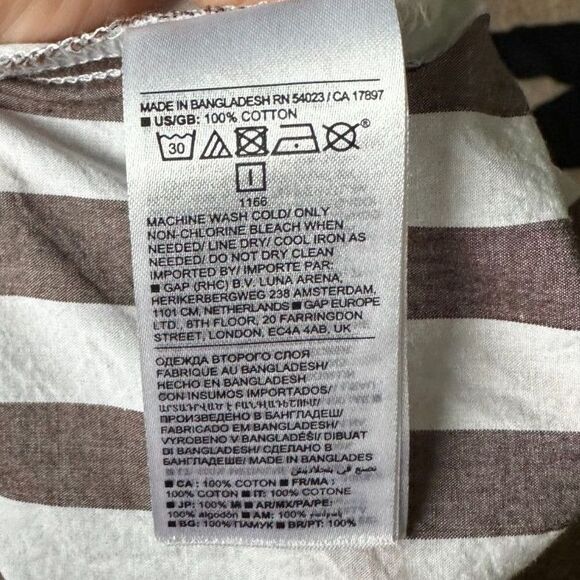 MADE IN BANGLADESH RN 54023 / CA 17897
■ US/GB: 100% COTTON
30 ®
1166
MACHINE WASH COLD/ ONLY
NON-CHLORINE BLEACH WHEN
NEEDED/ LINE DRY/ COOL IRON AS
NEEDED/ DO NOT DRY CLEAN
IMPORTED BY/ IMPORTE PAR:
■ GAP (RHC) B.V. LUNA ARENA,
HERIKERBERGWEG 238 AMSTERDAM,
1101 CM, NETHERLANDS ■ GAP EUROPE
LTD., 8TH FLOOR, 20 FARRINGDON
STREET, LONDON, EC4A 4AB, UK
ОДЕЖДА ВТОРОГО СЛОЯ
FABRIQUE AU BANGLADESH/
HECHO EN BANGLADESH
CON INSUMOS IMPORTADOS/
ПРОИЗВЕДЕНО В БАНГЛАДЕШ/
FABRICADO EM BANGLADESH/
VYROBENO V BANGLADÉŠI/ DIBUAT
DI BANGLADESH/ СДЕЛАНО В
БАНГЛАДЕШЕ/ MADE IN BANGLADES
■ CA : 100% COTON ■ FR/MA :
100% COTON ■ IT: 100% COTONE
■ JP: 100% 綿 ■ AR/MX/PA/PE:
100% algodón ■ AM: 100%
■ BG: 100% ПАМУК ■ BR/PT: 100%